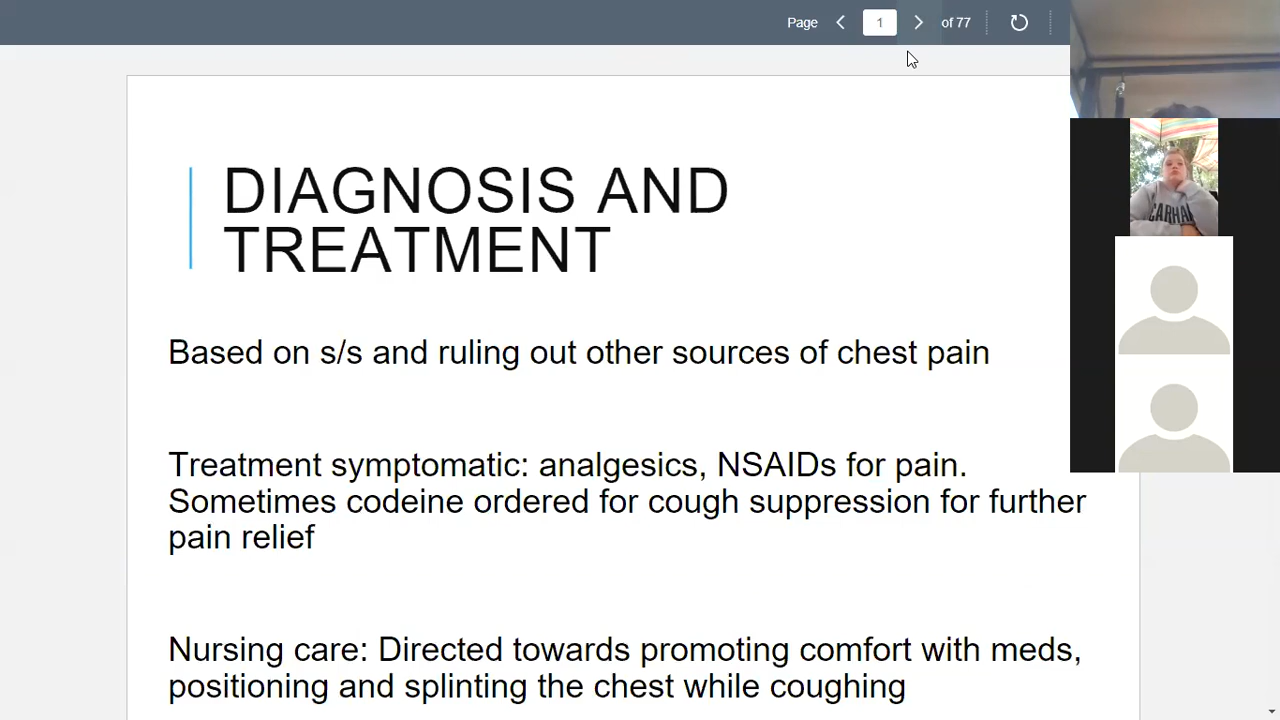 Page 1 of 77
DIAGNOSIS AND
TREATMENT
Based on s/s and ruling out other sources of chest pain
Treatment symptomatic: analgesics, NSAIDs for pain.
Sometimes codeine ordered for cough suppression for further
pain relief
Nursing care: Directed towards promoting comfort with meds,
positioning and splinting the chest while coughing
CARHA